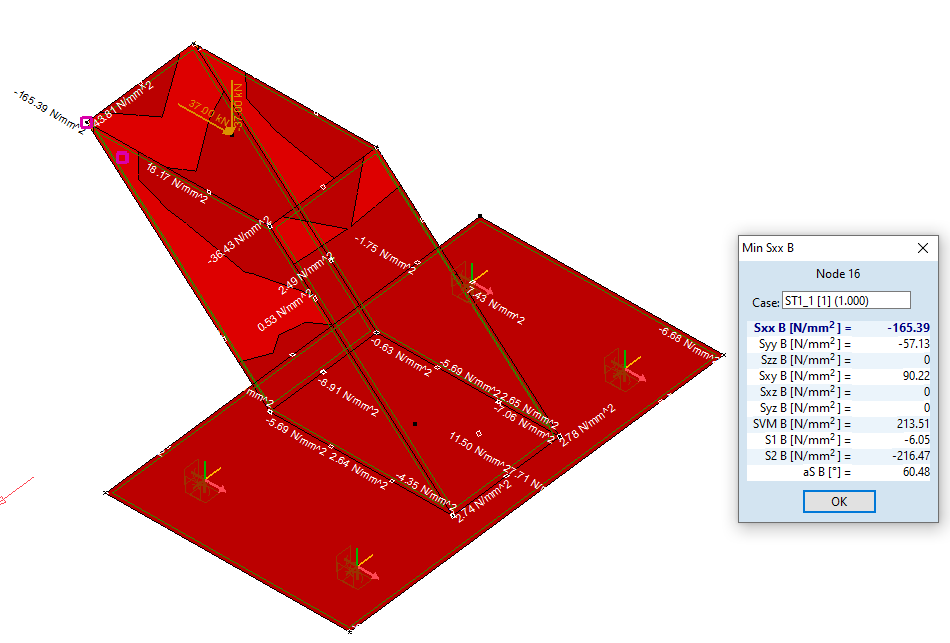 -165.39 N/mm^2
43.81 N/mm^2
37.00 kN
-37.00 kN
16.17 N/mm^2
-36.43 N/mm^2
-1.75 N/mm^2
2.49 N/mm^2
0.53 N/mm^2
7.43 N/mm^2
-6.68 N/mm^2
-0.63 N/mm^2
-5.69 N/mm^2
2.65 N/mm^2
-7.06 N/mm^2
2.78 N/mm^2
mm^2
-6.91 N/mm^2
-5.69 N/mm^2
2.64 N/mm^2
-4.35 N/mm^2
11.50 N/mm^2
7.71 N/mm^2
2.74 N/mm^2
Min Sxx B
Node 16
Case: ST1_1 [1] (1.000)
Sxx B [N/mm²] = -165.39
Syy B [N/mm²] = -57.13
Szz B [N/mm²] = 0
Sxy B [N/mm²] = 90.22
Sxz B [N/mm²] = 0
Syz B [N/mm²] = 0
SVM B [N/mm²] = 213.51
S1 B [N/mm²] = -6.05
S2 B [N/mm²] = -216.47
aS B [°] = 60.48
OK